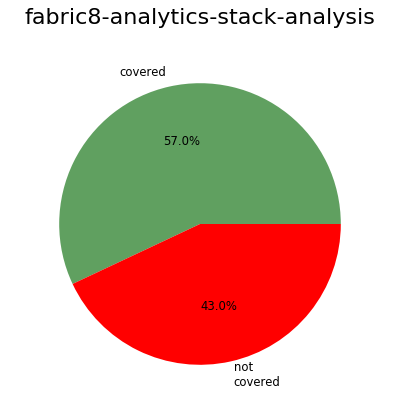 fabric8-analytics-stack-analysis
covered
57.0%
43.0%
not
covered